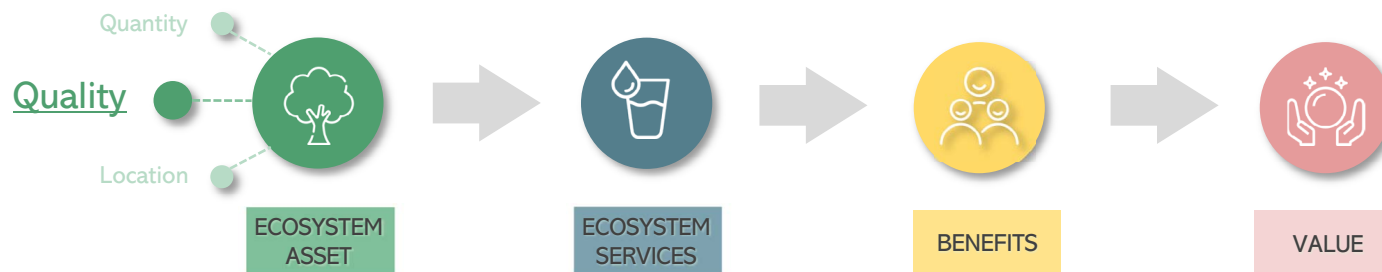 Quantity
Quality
Location
ECOSYSTEM
ASSET
ECOSYSTEM
SERVICES
BENEFITS
VALUE